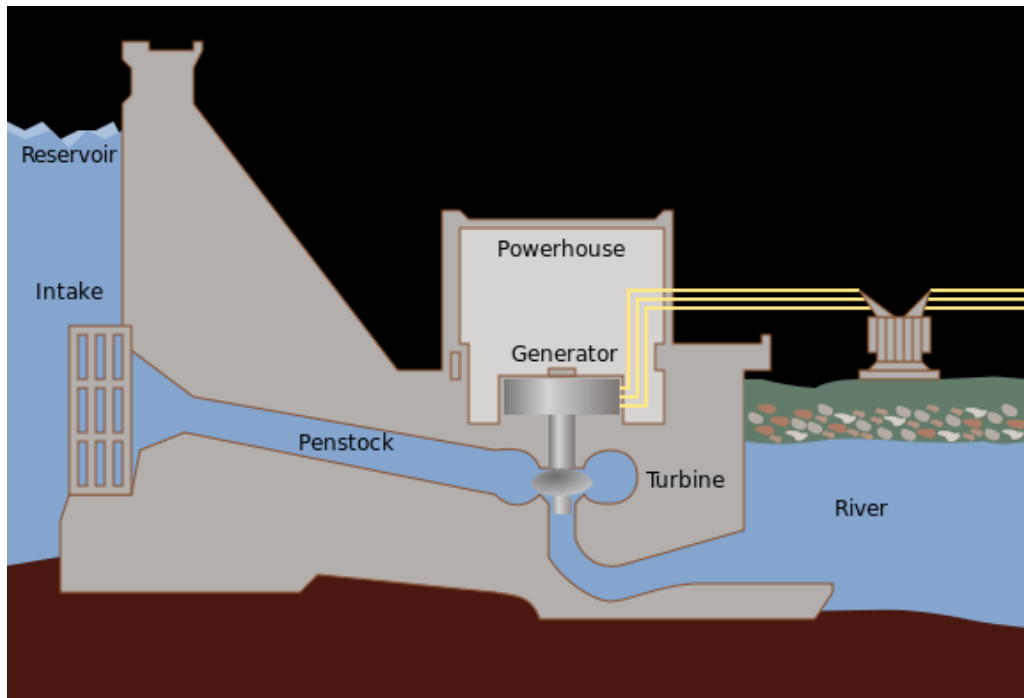 Reservoir
Intake
Powerhouse
Generator
Penstock
Turbine
River